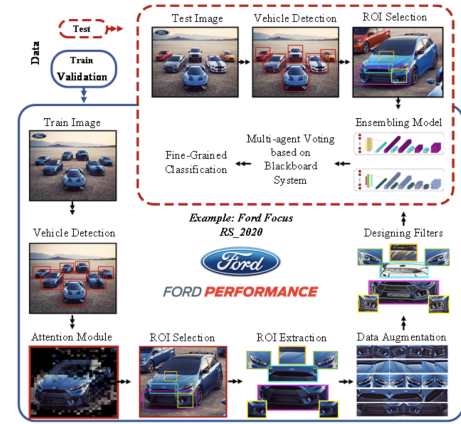 Test
Data
Train
Validation
Test Image
Vehicle Detection
ROI Selection
Ensembling Model
Multi-agent Voting
based on
Blackboard
System
Fine-Grained
Classification
Train Image
Example: Ford Focus
RS_2020
Ford
FORD PERFORMANCE
Vehicle Detection
Designing Filters
Attention Module
ROI Selection
ROI Extraction
Data Augmentation